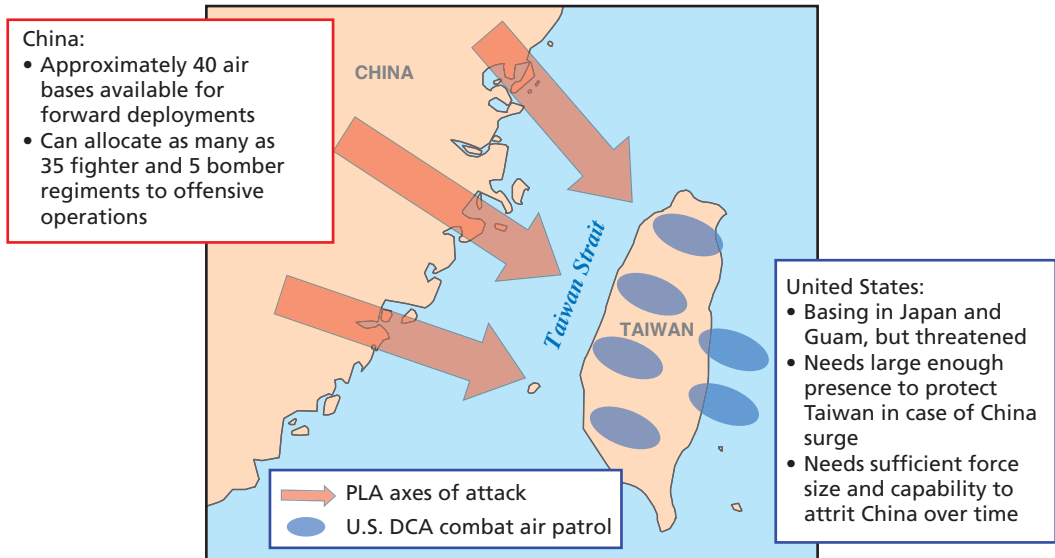 China:
• Approximately 40 air
bases available for
forward deployments
• Can allocate as many as
35 fighter and 5 bomber
regiments to offensive
operations
CHINA
Taiwan Strait
TAIWAN
United States:
• Basing in Japan and
Guam, but threatened
• Needs large enough
presence to protect
Taiwan in case of China
surge
• Needs sufficient force
size and capability to
attrit China over time
PLA axes of attack
U.S. DCA combat air patrol